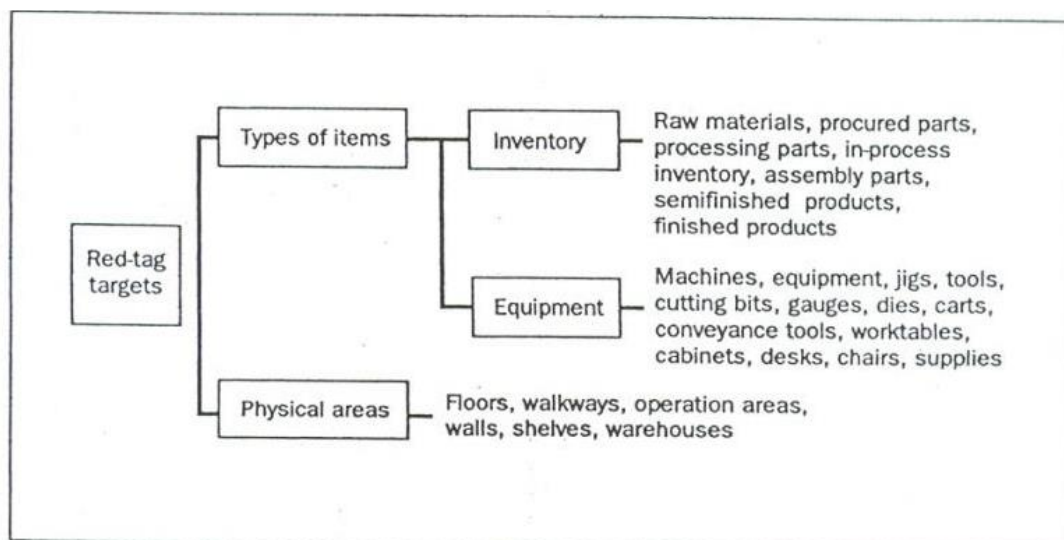 Types of items
Inventory
Raw materials, procured parts,
processing parts, in-process
inventory, assembly parts,
semifinished products,
finished products
Red-tag
targets
Equipment
Machines, equipment, jigs, tools,
cutting bits, gauges, dies, carts,
conveyance tools, worktables,
cabinets, desks, chairs, supplies
Physical areas
Floors, walkways, operation areas,
walls, shelves, warehouses